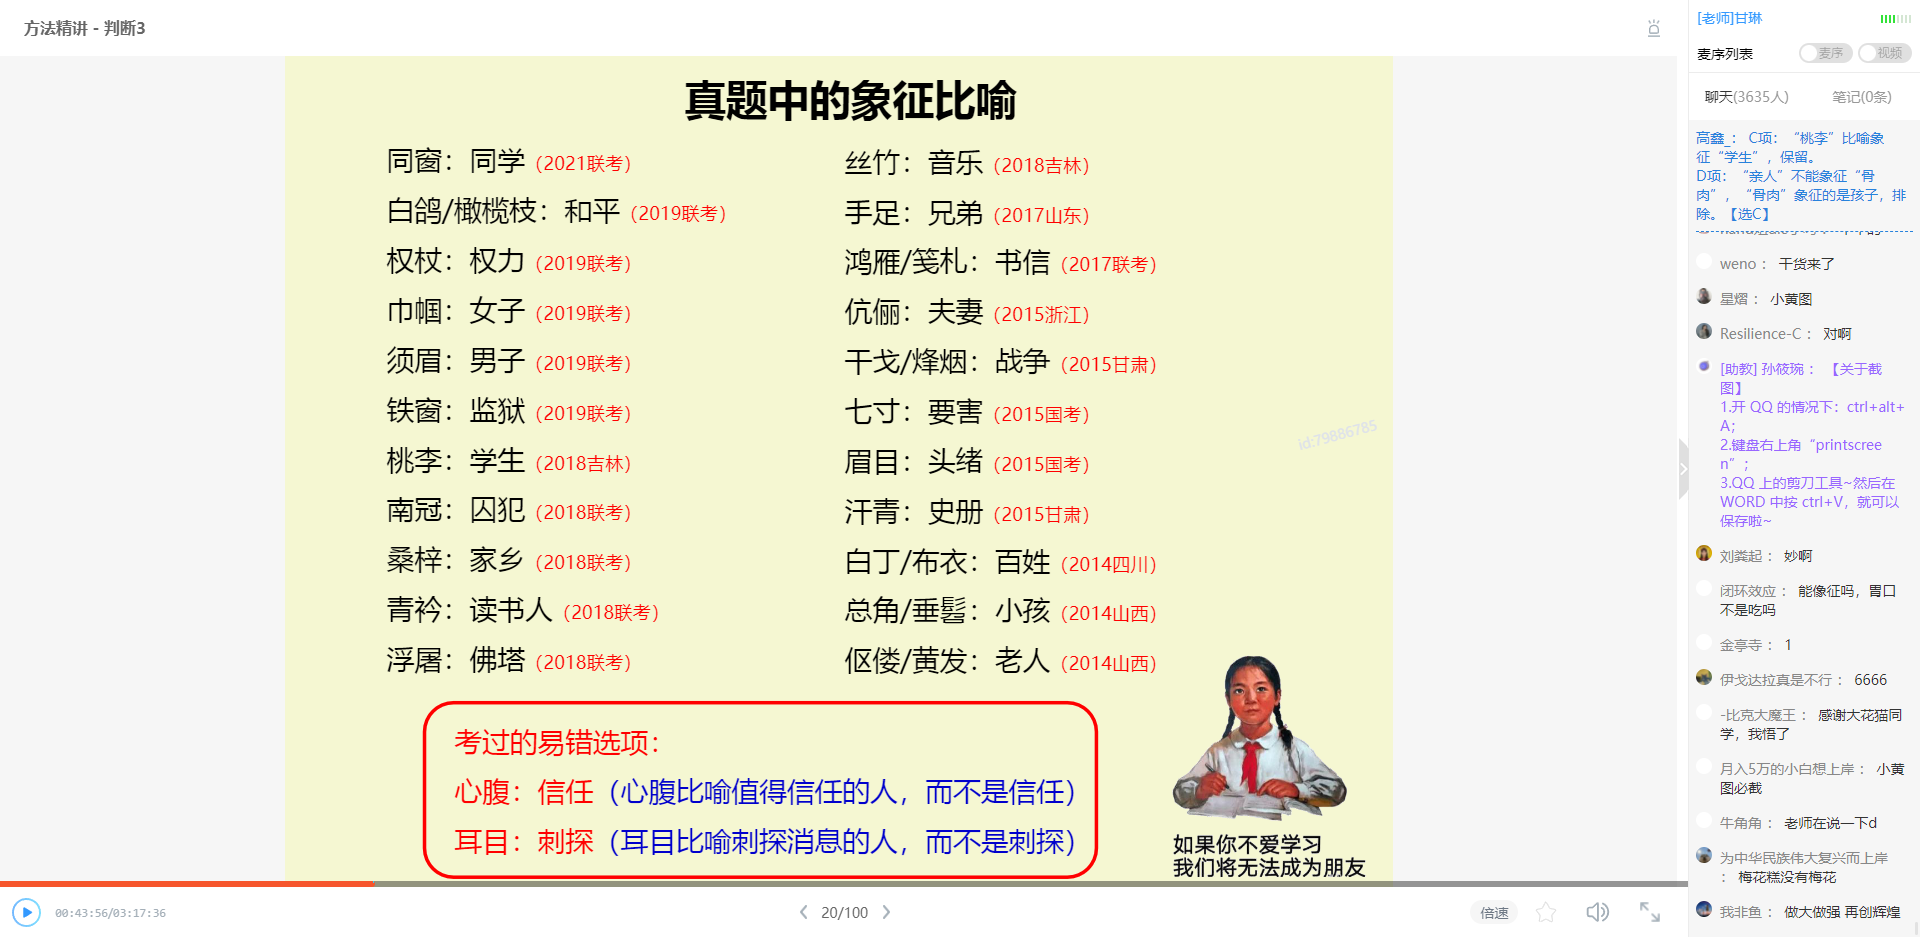 方法精讲 - 判断3
真题中的象征比喻
同窗：同学（2021联考）
白鸽/橄榄枝：和平（2019联考）
权杖：权力（2019联考）
巾帼：女子（2019联考）
须眉：男子（2019联考）
铁窗：监狱（2019联考）
桃李：学生（2018吉林）
南冠：囚犯（2018联考）
桑梓：家乡（2018联考）
青衿：读书人（2018联考）
浮屠：佛塔（2018联考）
丝竹：音乐（2018吉林）
手足：兄弟（2017山东）
鸿雁/笺札：书信（2017联考）
伉俪：夫妻（2015浙江）
干戈/烽烟：战争（2015甘肃）
七寸：要害（2015国考）
眉目：头绪（2015国考）
汗青：史册（2015甘肃）
白丁/布衣：百姓（2014四川）
总角/垂髫：小孩（2014山西）
伛偻/黄发：老人（2014山西）
id:79886785
考过的易错选项：
心腹：信任（心腹比喻值得信任的人，而不是信任）
耳目：刺探（耳目比喻刺探消息的人，而不是刺探）
如果你不爱学习
我们将无法成为朋友
00:43:56/03:17:36
20/100
倍速
[老师]甘琳
麦序列表
麦序
视频
聊天(3635人)
笔记(0条)
高鑫_： C项：“桃李”比喻象
征“学生”，保留。
D项：“亲人”不能象征“骨
肉”，“骨肉”象征的是孩子，排
除。【选C】
weno： 干货来了
星熠： 小黄图
Resilience-C： 对啊
[助教] 孙筱琬： 【关于截
图】
1.开 QQ 的情况下：ctrl+alt+
A；
2.键盘右上角“printscree
n”；
3.QQ 上的剪刀工具~然后在
WORD 中按 ctrl+V，就可以
保存啦~
刘粪起： 妙啊
闭环效应： 能像征吗，胃口
不是吃吗
金亭寺： 1
伊戈达拉真是不行： 6666
-比克大魔王： 感谢大花猫同
学，我悟了
月入5万的小白想上岸： 小黄
图必截
牛角角： 老师在说一下d
为中华民族伟大复兴而上岸
： 梅花糕没有梅花
我非鱼： 做大做强 再创辉煌